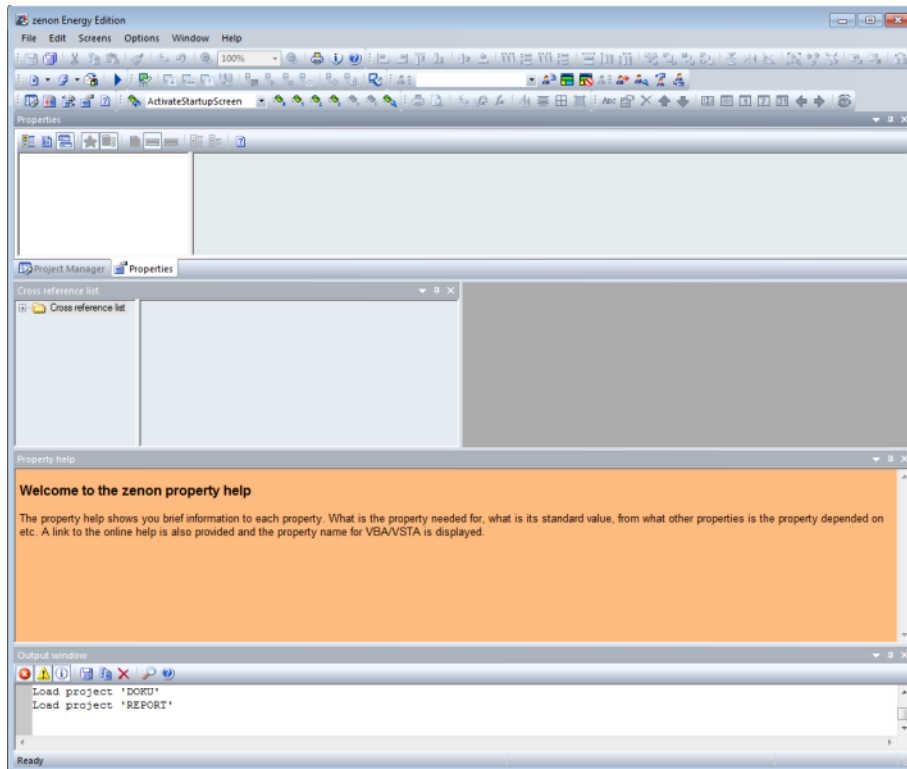 zenon Energy Edition
File Edit Screens Options Window Help
100%
ActivateStartupScreen
Properties
Project Manager Properties
Cross reference list
Cross reference list
Property help
Welcome to the zenon property help
The property help shows you brief information to each property. What is the property needed for, what is its standard value, from what other properties is the property depended on
etc. A link to the online help is also provided and the property name for VBA/VSTA is displayed.
Output window
Load project 'DOKU'
Load project 'REPORT'
Ready